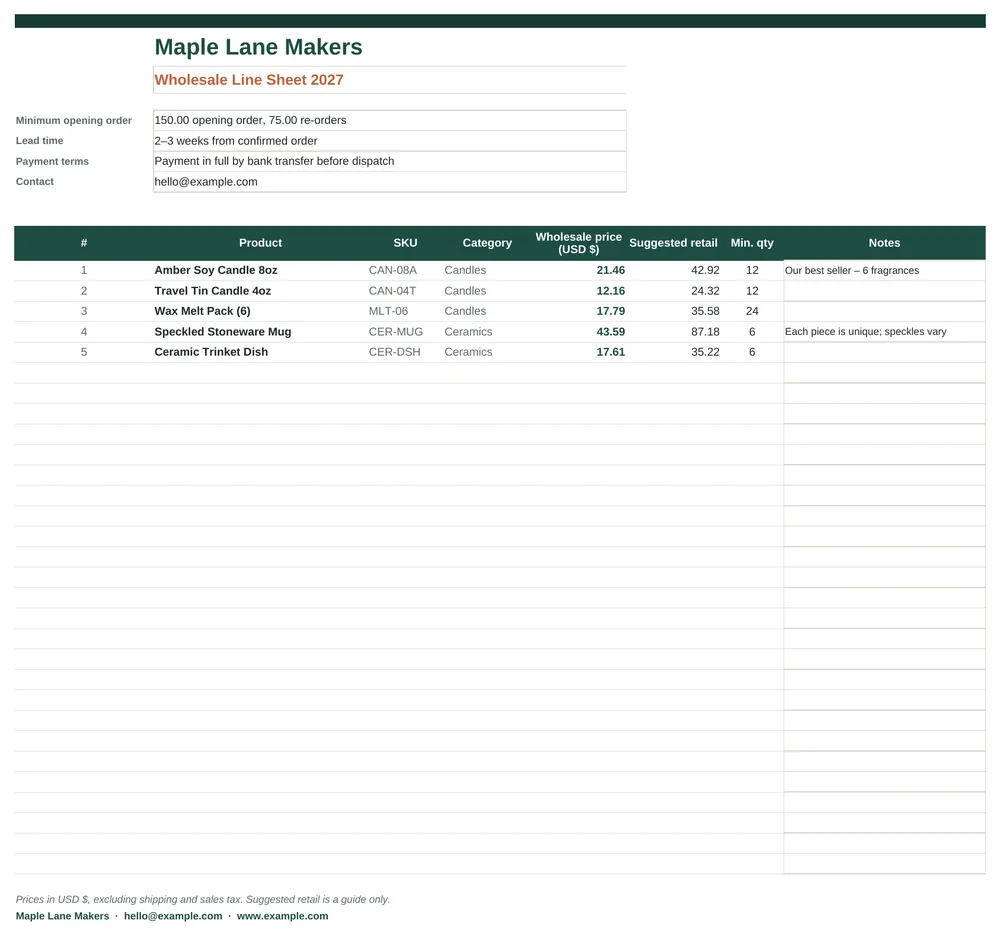 Maple Lane Makers
Wholesale Line Sheet 2027
Minimum opening order 150.00 opening order, 75.00 re-orders
Lead time 2–3 weeks from confirmed order
Payment terms Payment in full by bank transfer before dispatch
Contact hello@example.com
# Product SKU Category Wholesale price (USD $) Suggested retail Min. qty Notes
1 Amber Soy Candle 8oz CAN-08A Candles 21.46 42.92 12 Our best seller – 6 fragrances
2 Travel Tin Candle 4oz CAN-04T Candles 12.16 24.32 12
3 Wax Melt Pack (6) MLT-06 Candles 17.79 35.58 24
4 Speckled Stoneware Mug CER-MUG Ceramics 43.59 87.18 6 Each piece is unique; speckles vary
5 Ceramic Trinket Dish CER-DSH Ceramics 17.61 35.22 6
Prices in USD $, excluding shipping and sales tax. Suggested retail is a guide only.
Maple Lane Makers · hello@example.com · www.example.com